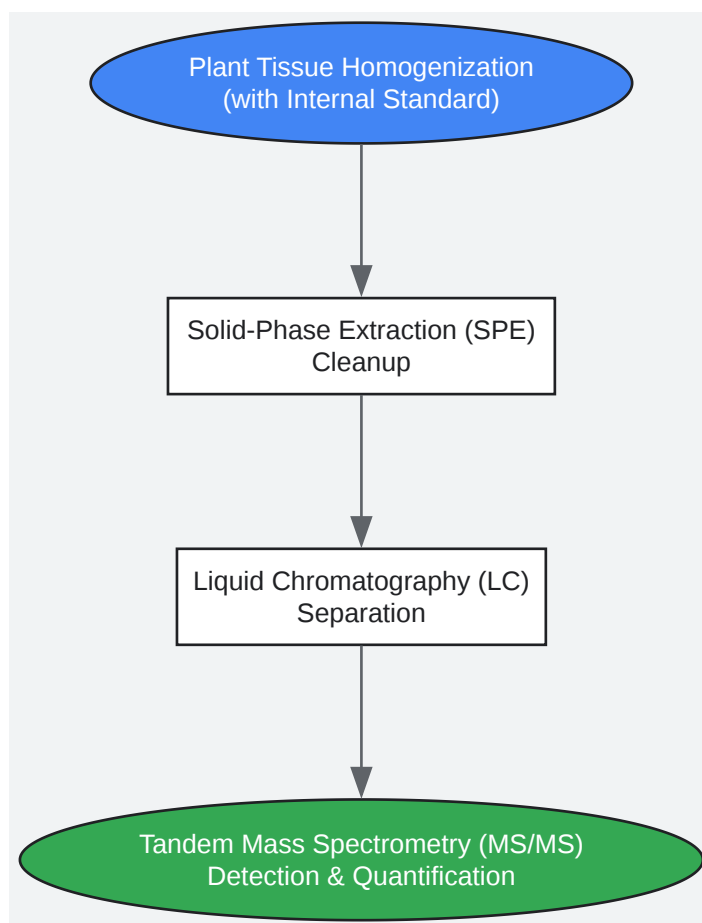 Plant Tissue Homogenization
(with Internal Standard)
Solid-Phase Extraction (SPE)
Cleanup
Liquid Chromatography (LC)
Separation
Tandem Mass Spectrometry (MS/MS)
Detection & Quantification